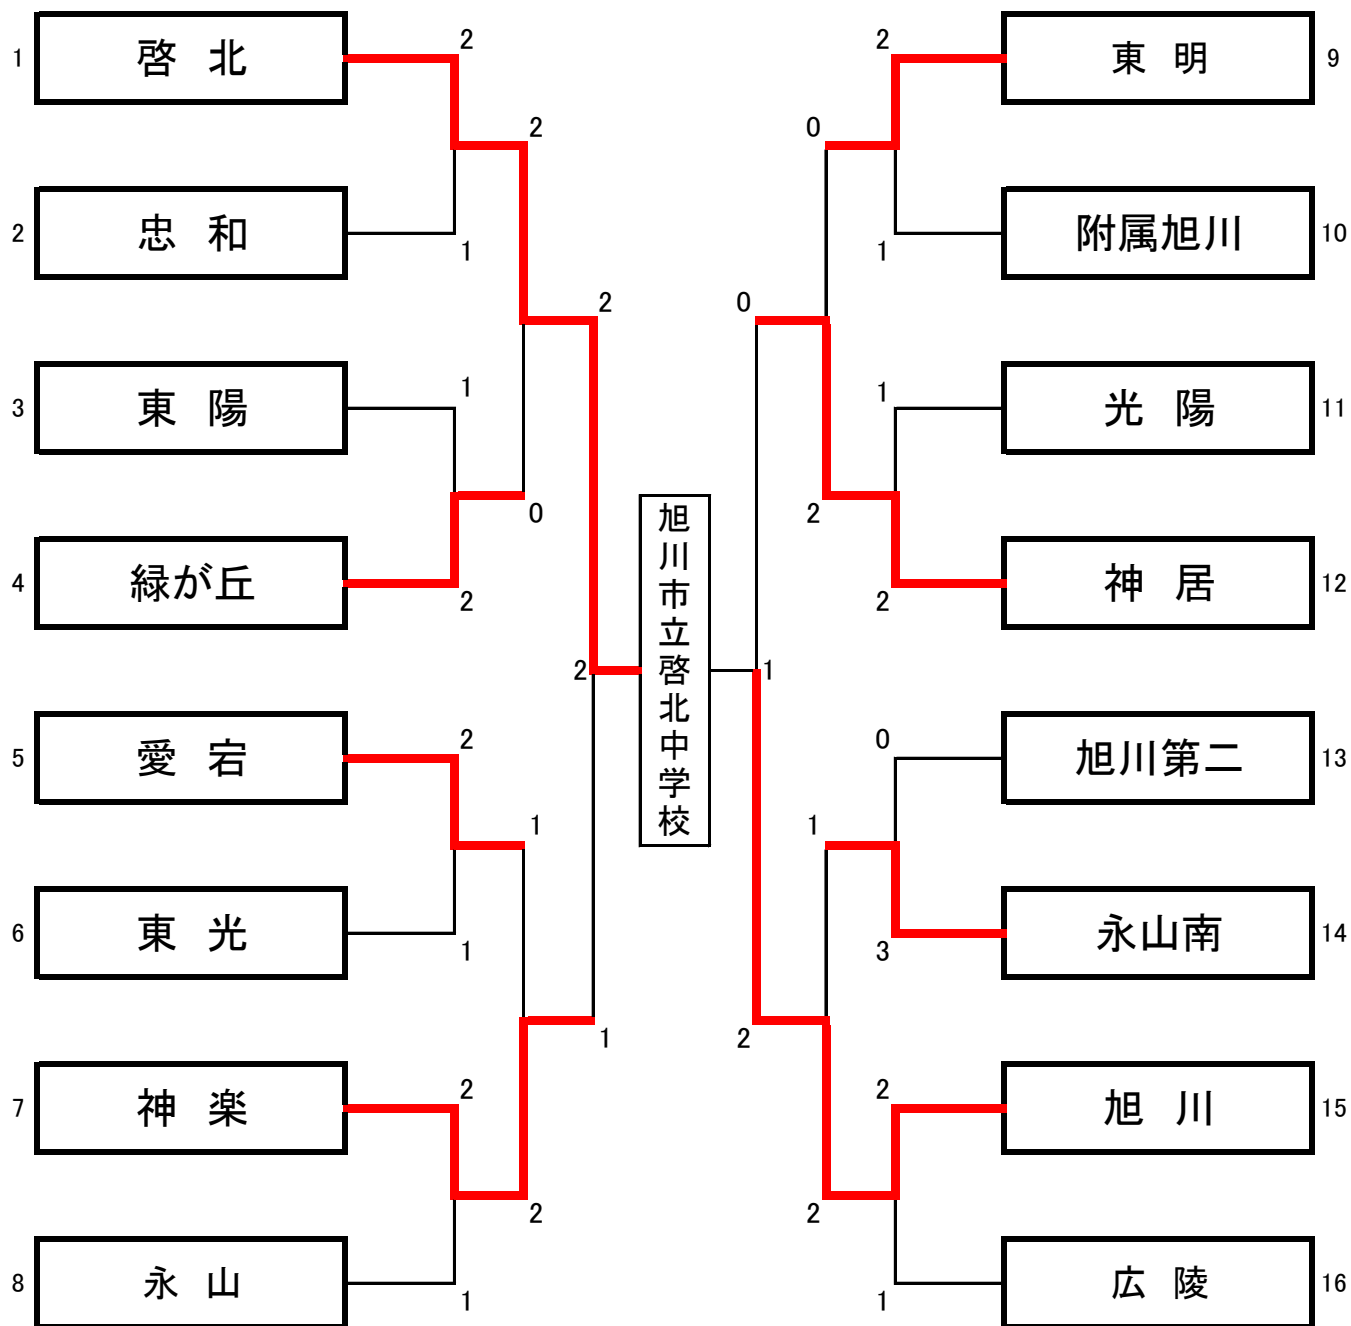 1 啓北 2
2
2 忠和 1
2
3 東陽 1
0
4 緑が丘 2
2
5 愛宕 2
1
6 東光 1
1
7 神楽 2
2
8 永山 1
旭川市立啓北中学校
1
2 東明 9
0
1 附属旭川 10
0
1 光陽 11
2
2 神居 12
0 旭川第二 13
1
3 永山南 14
2
2 旭川 15
2
1 広陵 16